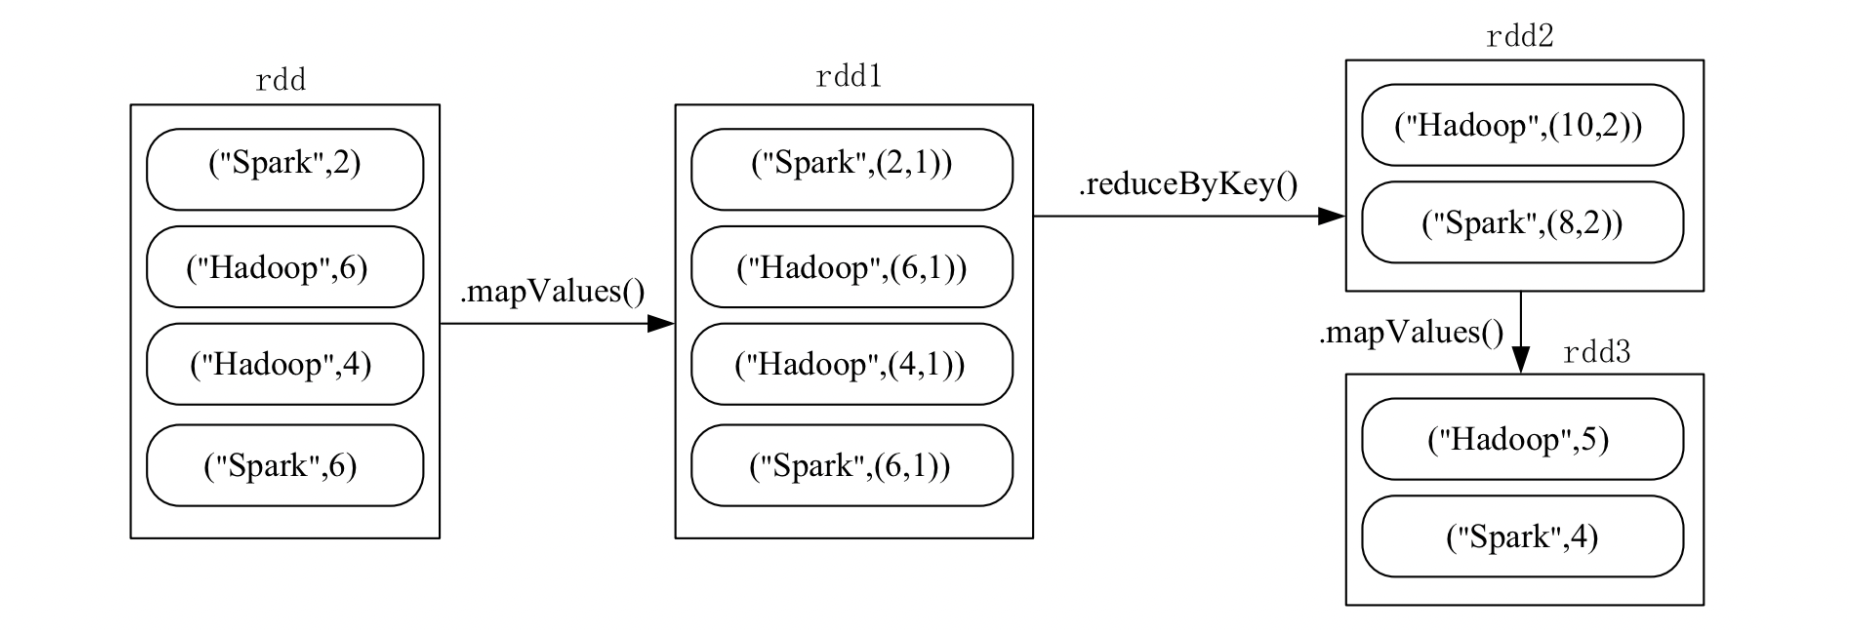 rdd
("Spark",2)
("Hadoop",6)
("Hadoop",4)
("Spark",6)
.mapValues()
rdd1
("Spark",(2,1))
("Hadoop",(6,1))
("Hadoop",(4,1))
("Spark",(6,1))
.reduceByKey()
rdd2
("Hadoop",(10,2))
("Spark",(8,2))
.mapValues()
rdd3
("Hadoop",5)
("Spark",4)